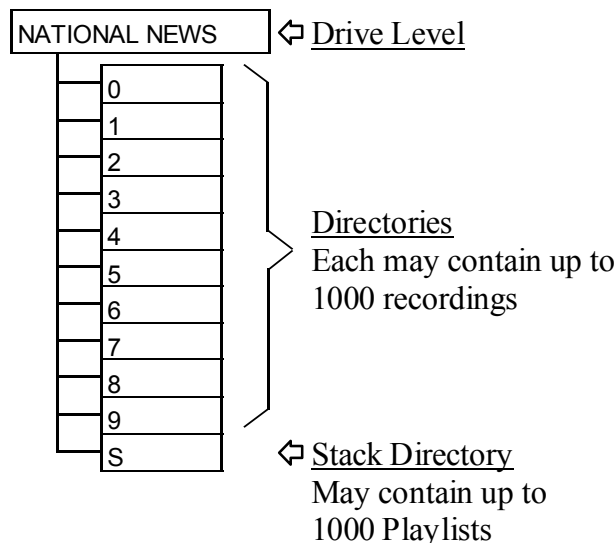 NATIONAL NEWS
Drive Level
0
1
2
3
4
5
6
7
8
9
S
Directories
Each may contain up to
1000 recordings
Stack Directory
May contain up to
1000 Playlists